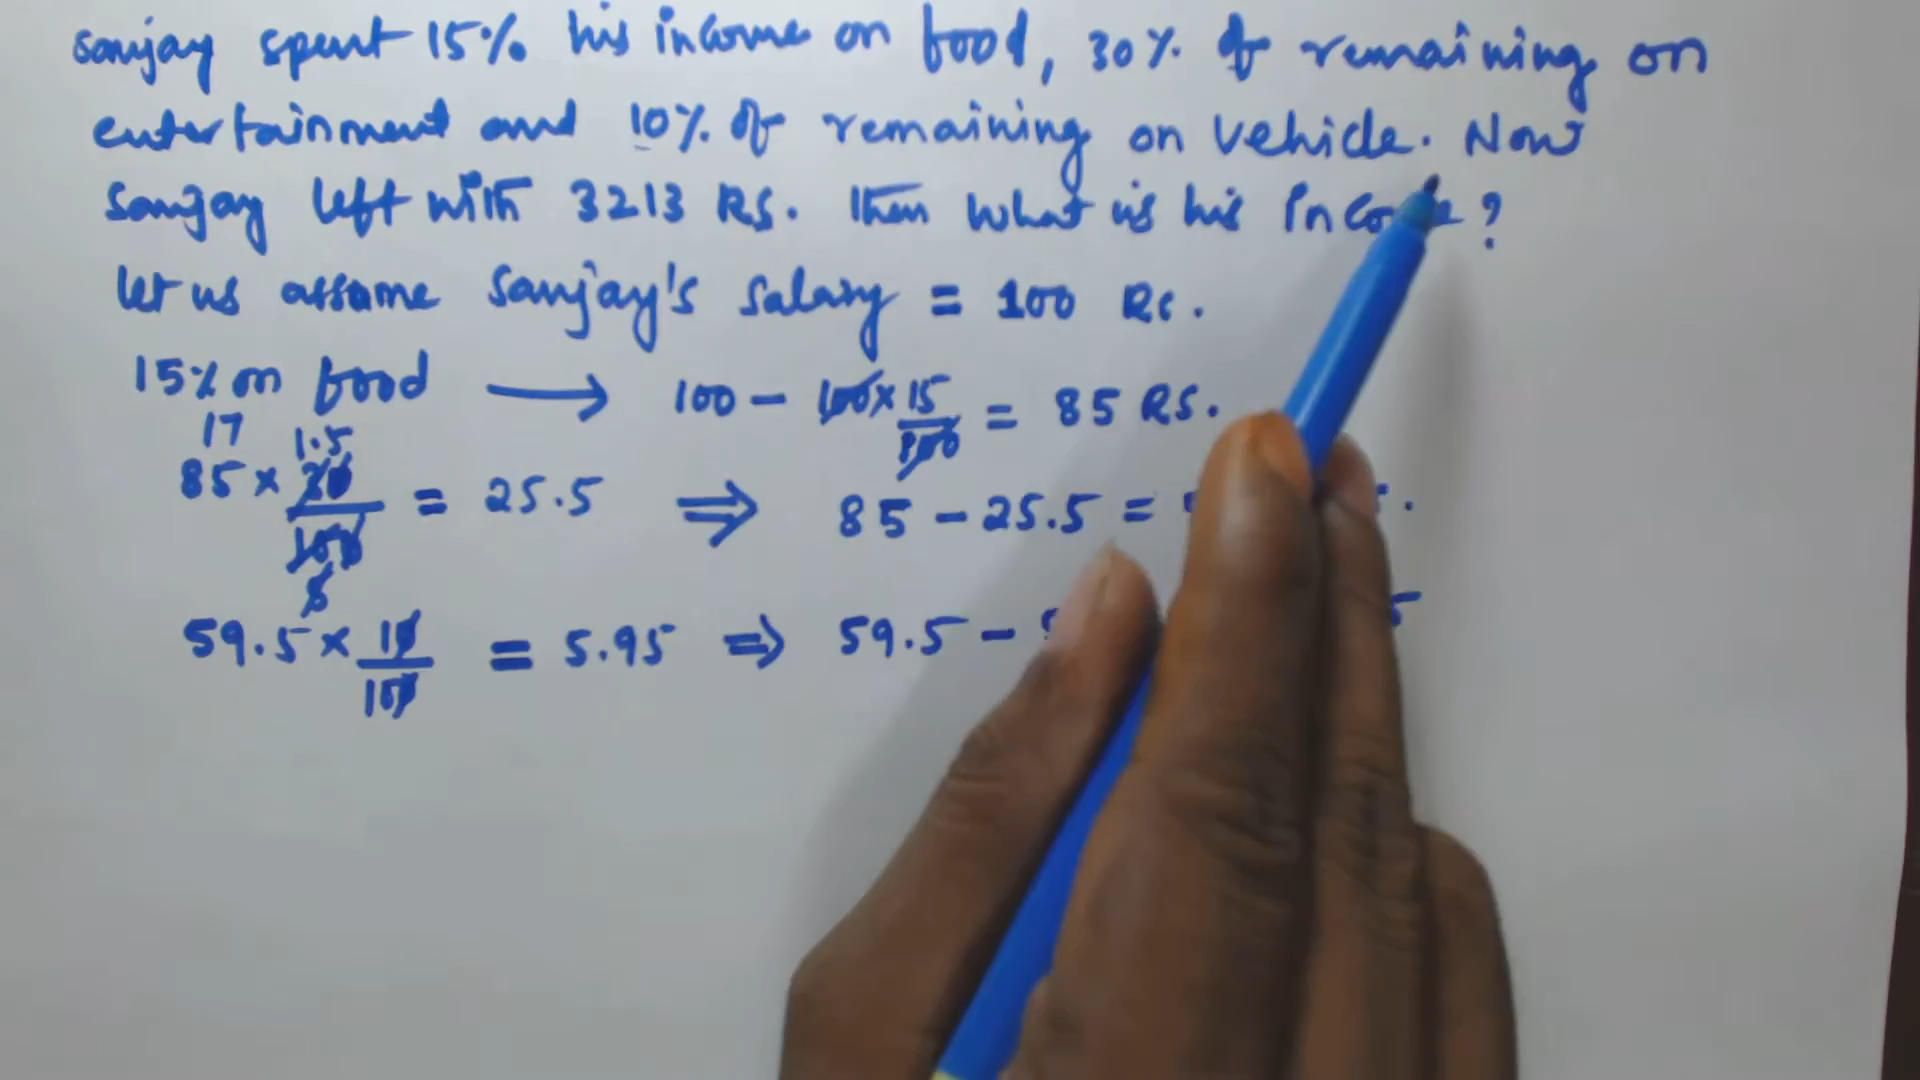 Sanjay spent 15% his income on food, 30% of remaining on
entertainment and 10% of remaining on vehicle. Now
Sanjay left with 3213 RS. Then what is his Income?
let us assume Sanjay's salary = 100 Rs.
15% on food → 100 - 100 × 15/100 = 85 RS.
17 1.5
85 × 30/100 = 25.5 ⇒ 85 - 25.5 =
59.5 × 10/100 = 5.95 ⇒ 59.5 -